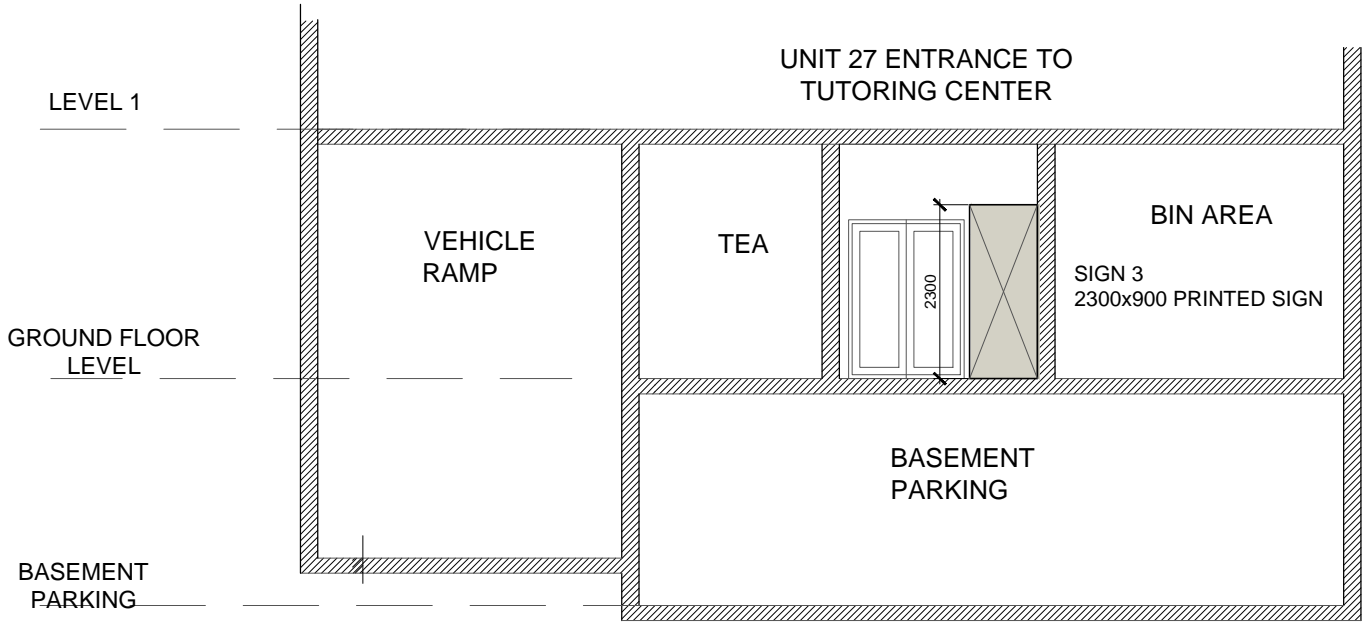 UNIT 27 ENTRANCE TO
TUTORING CENTER
LEVEL 1
VEHICLE
RAMP
TEA
BIN AREA
2300
SIGN 3
2300x900 PRINTED SIGN
GROUND FLOOR
LEVEL
BASEMENT
PARKING
BASEMENT
PARKING